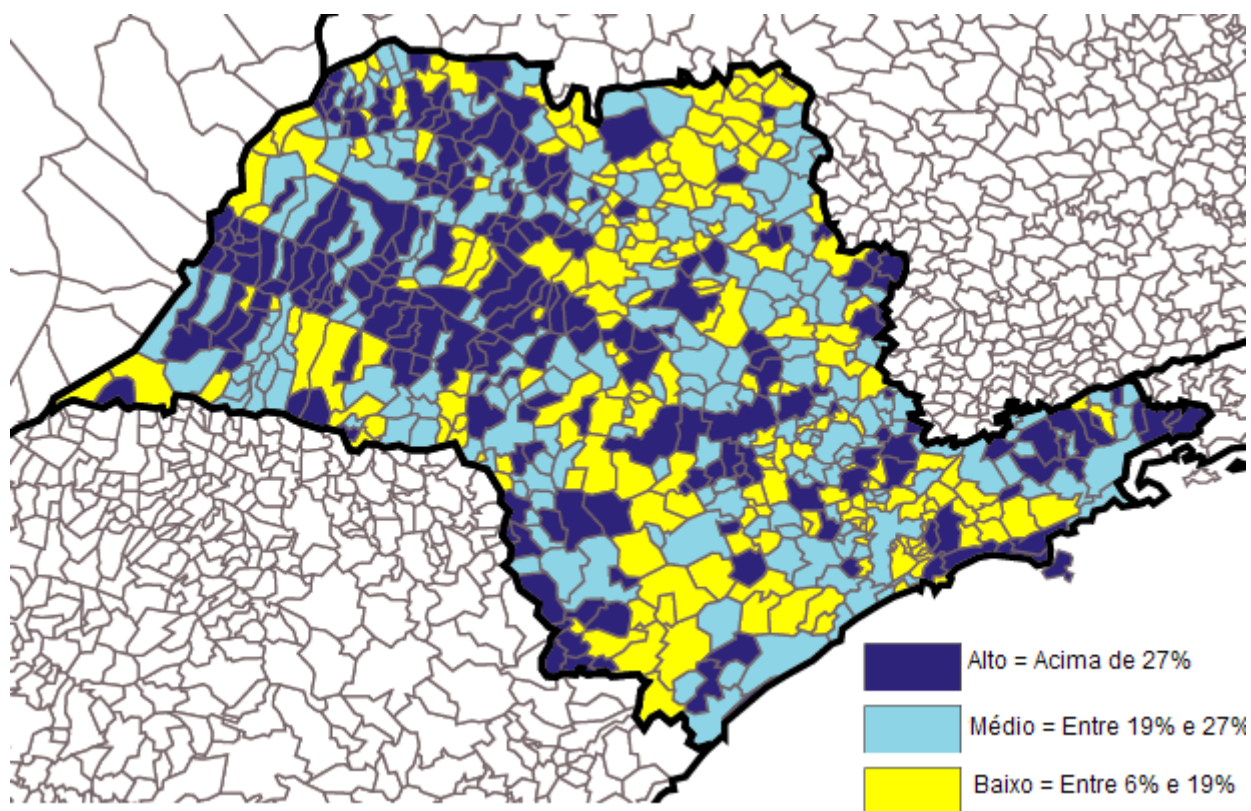 Alto = Acima de 27%
Médio = Entre 19% e 27%
Baixo = Entre 6% e 19%